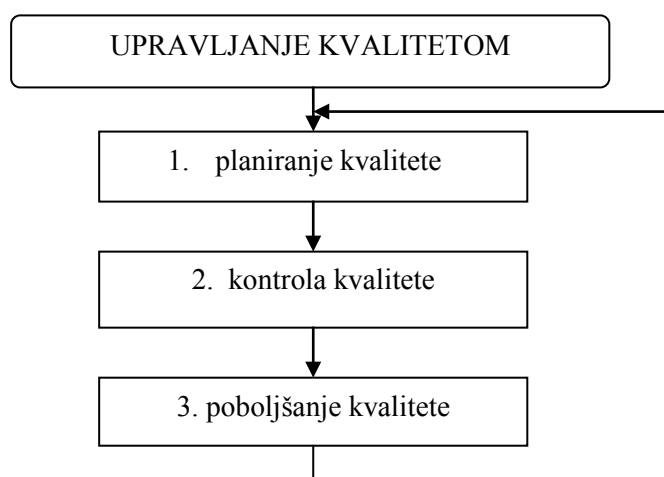 UPRAVLJANJE KVALITETOM
1. planiranje kvalitete
2. kontrola kvalitete
3. poboljšanje kvalitete